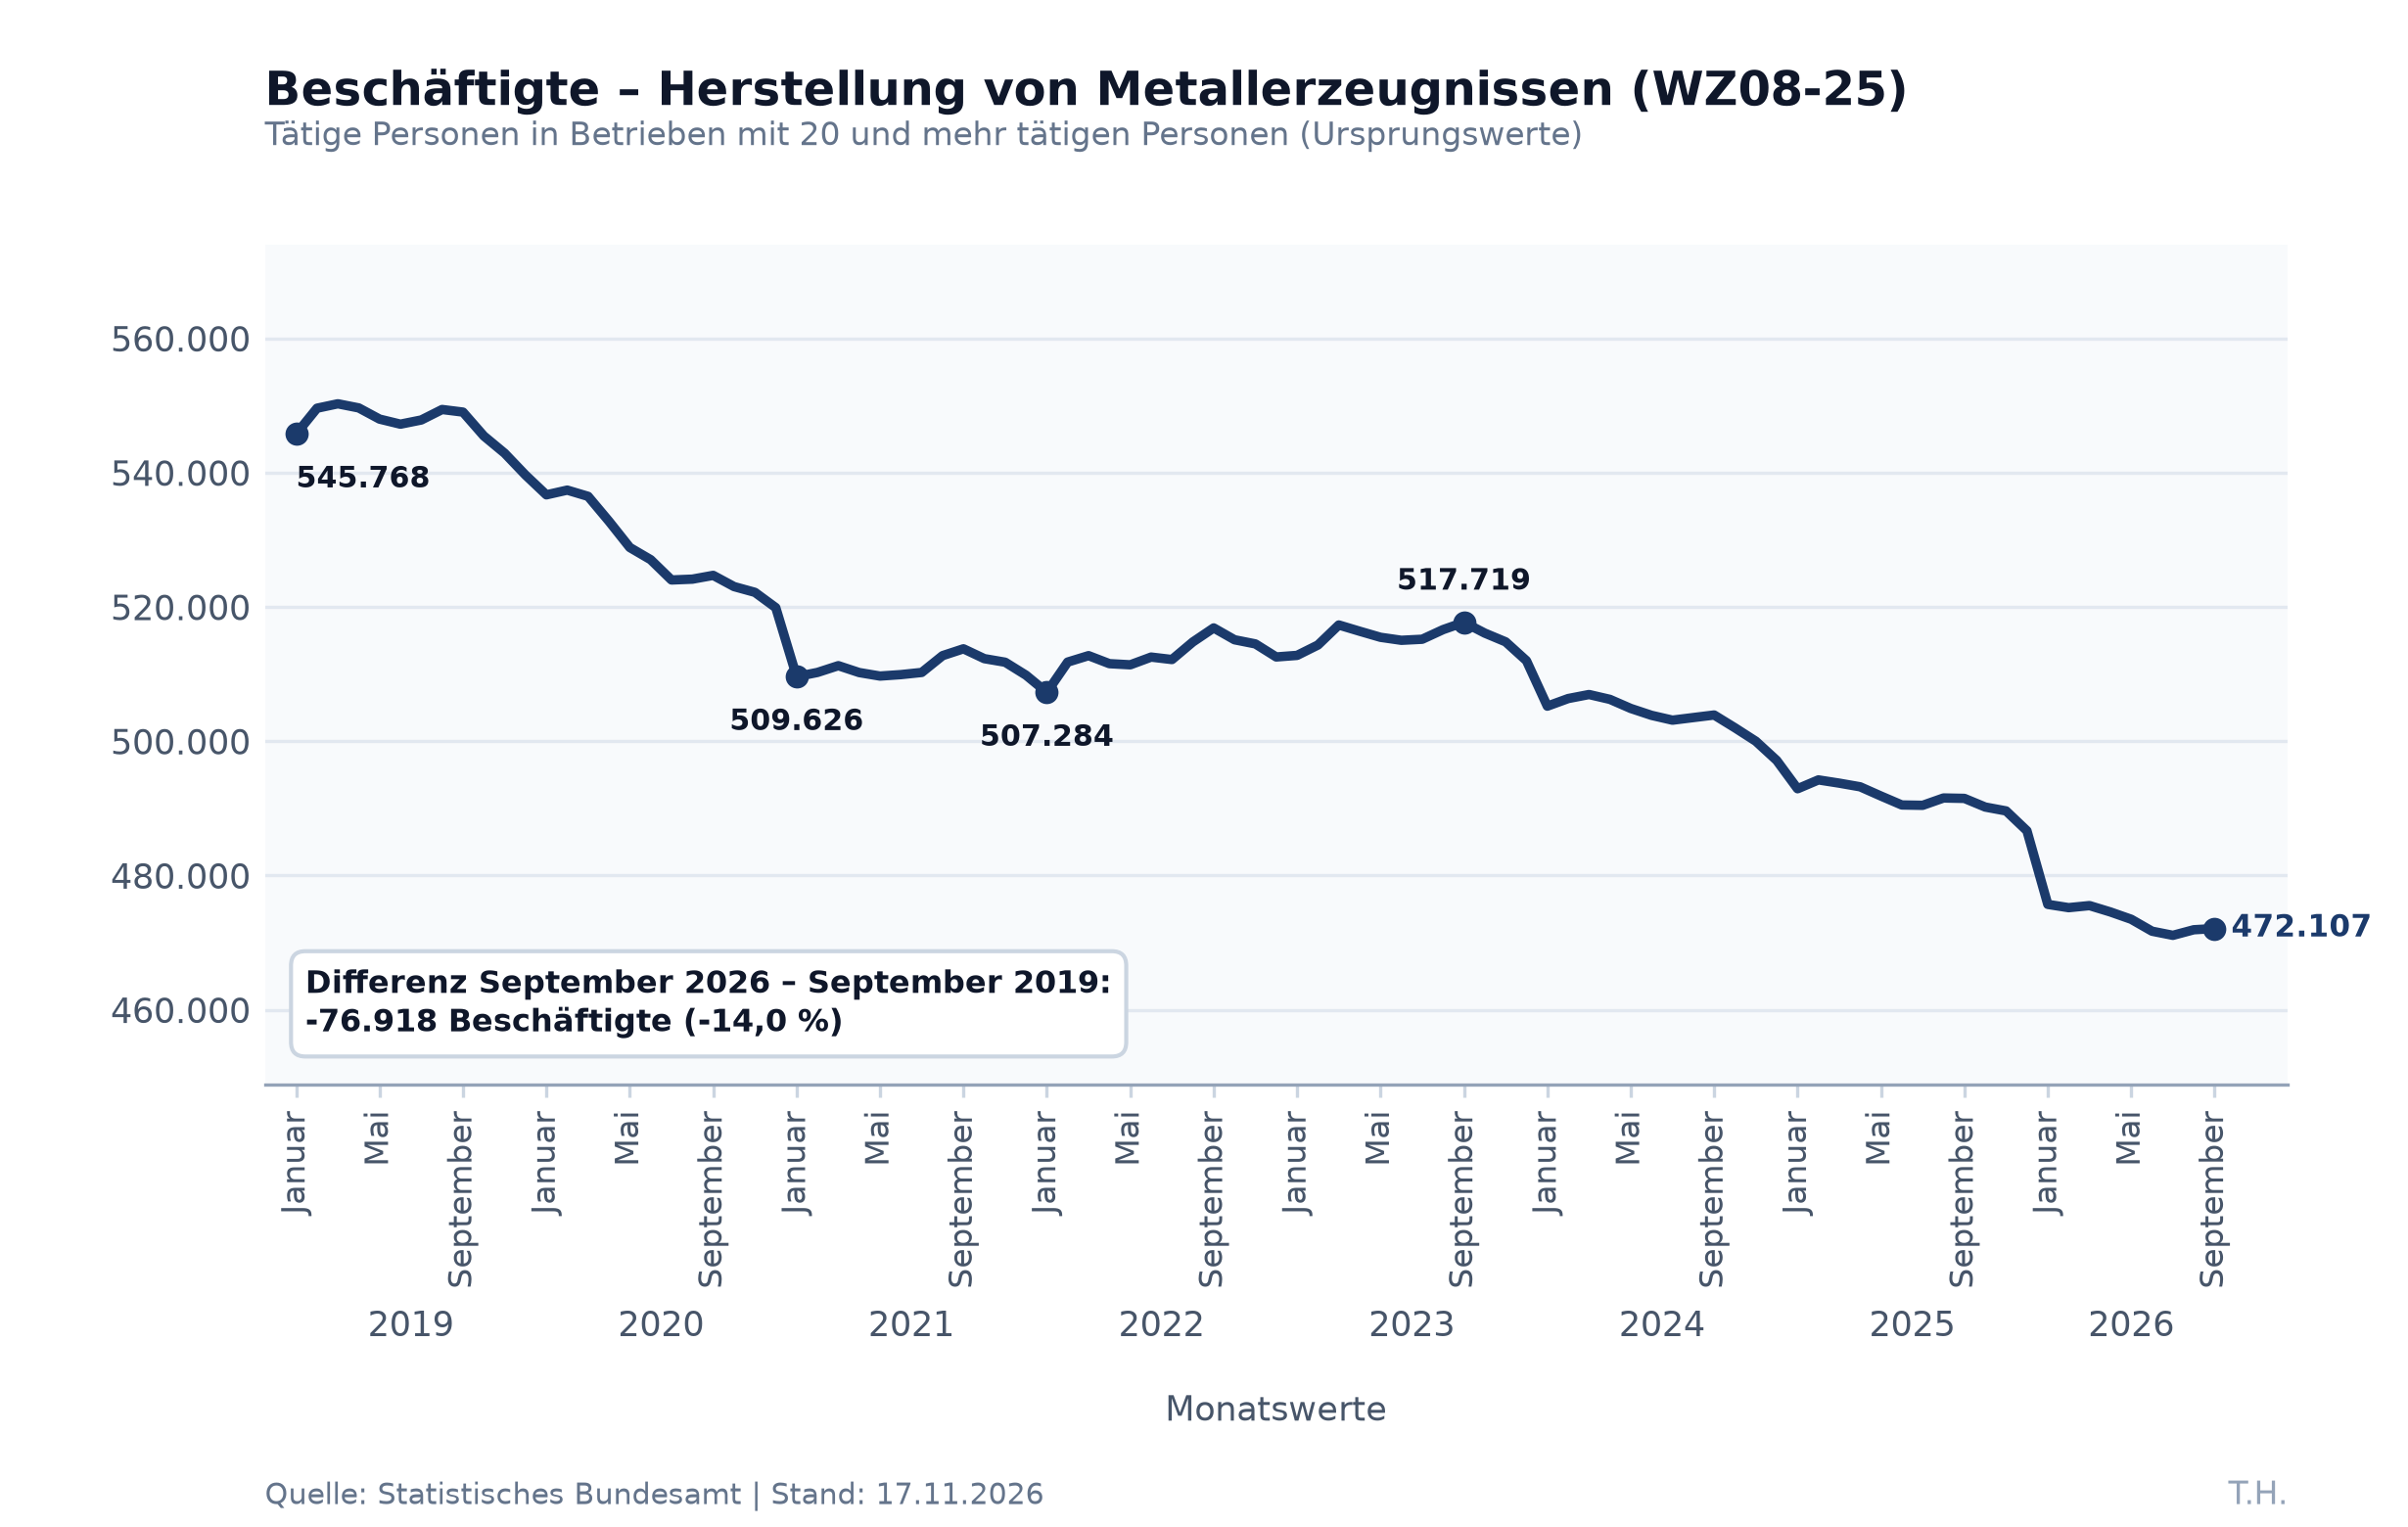 Beschäftigte – Herstellung von Metallerzeugnissen (WZ08-25)
Tätige Personen in Betrieben mit 20 und mehr tätigen Personen (Ursprungswerte)
560.000
540.000
520.000
500.000
480.000
460.000
545.768
509.626
507.284
517.719
472.107
Differenz September 2026 – September 2019:
-76.918 Beschäftigte (-14,0 %)
Januar
Mai
September
Januar
Mai
September
Januar
Mai
September
Januar
Mai
September
Januar
Mai
September
Januar
Mai
September
Januar
Mai
September
Januar
Mai
September
2019
2020
2021
2022
2023
2024
2025
2026
Monatswerte
Quelle: Statistisches Bundesamt | Stand: 17.11.2026
T.H.